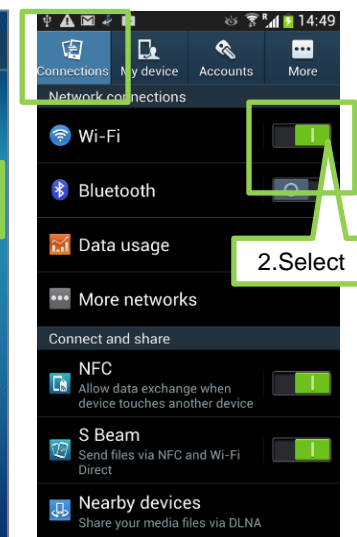 R 14:49
Connections My device Accounts More
Network connections
Wi-Fi
Bluetooth
2.Select
Data usage
More networks
Connect and share
NFC
Allow data exchange when
device touches another device
S Beam
Send files via NFC and Wi-Fi
Direct
Nearby devices
Share your media files via DLNA